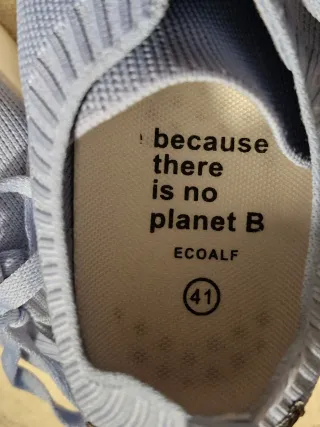 because
there
is no
planet B
ECOALF
41